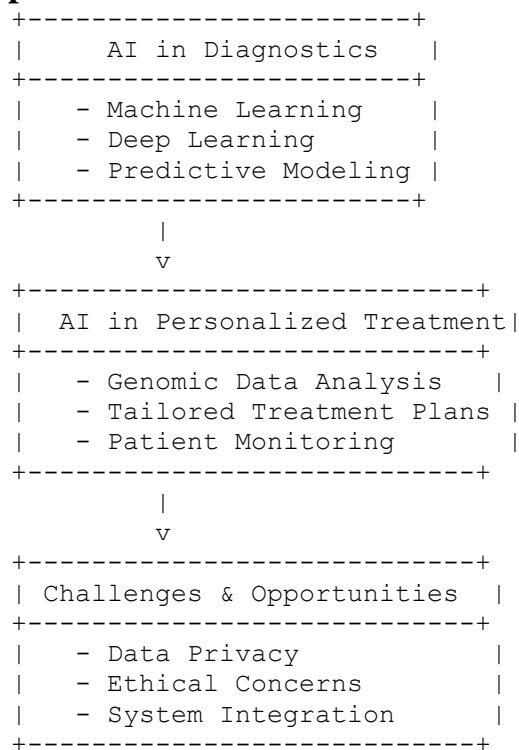 +------------------------+
|     AI in Diagnostics   |
+------------------------+
|   - Machine Learning    |
|   - Deep Learning       |
|   - Predictive Modeling |
+------------------------+
         |
         v
+----------------------------+
|  AI in Personalized Treatment|
+----------------------------+
|   - Genomic Data Analysis   |
|   - Tailored Treatment Plans |
|   - Patient Monitoring       |
+----------------------------+
         |
         v
+----------------------------+
| Challenges & Opportunities  |
+----------------------------+
|   - Data Privacy            |
|   - Ethical Concerns        |
|   - System Integration      |
+----------------------------+